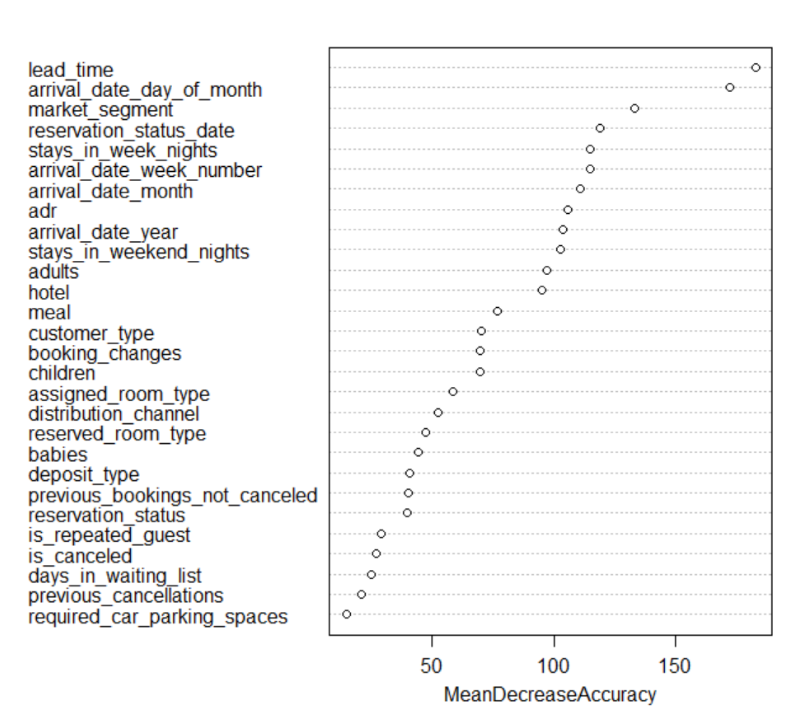 lead_time
arrival_date_day_of_month
market_segment
reservation_status_date
stays_in_week_nights
arrival_date_week_number
arrival_date_month
adr
arrival_date_year
stays_in_weekend_nights
adults
hotel
meal
customer_type
booking_changes
children
assigned_room_type
distribution_channel
reserved_room_type
babies
deposit_type
previous_bookings_not_canceled
reservation_status
is_repeated_guest
is_canceled
days_in_waiting_list
previous_cancellations
required_car_parking_spaces
50 100 150
MeanDecreaseAccuracy